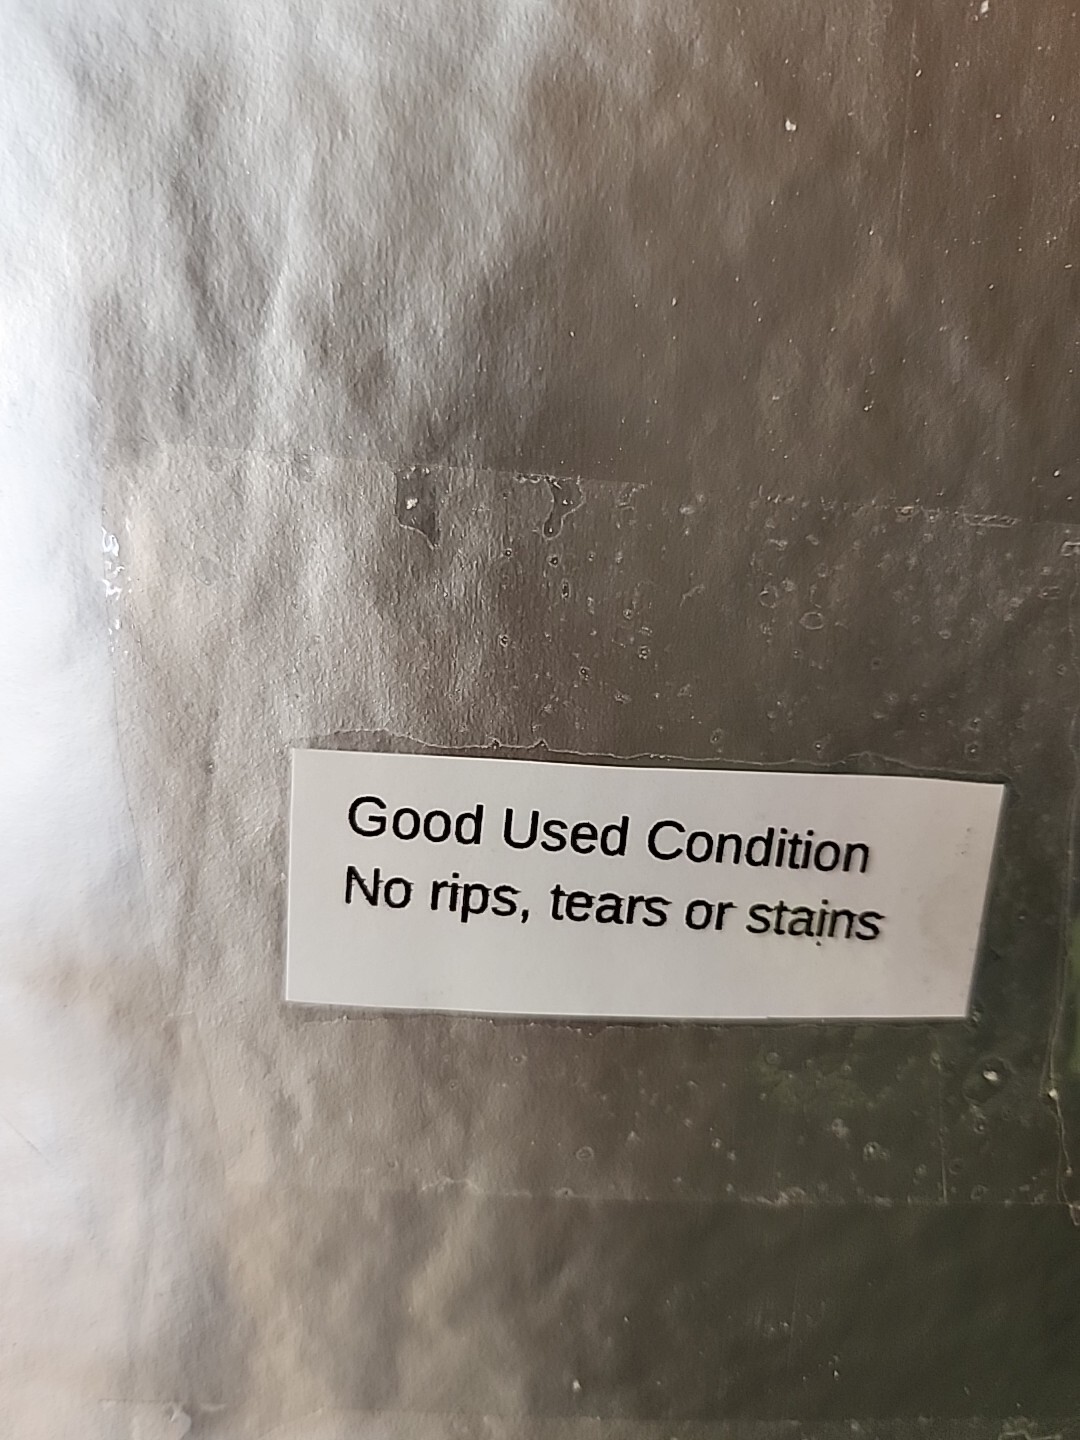 Good Used Condition
No rips, tears or stains